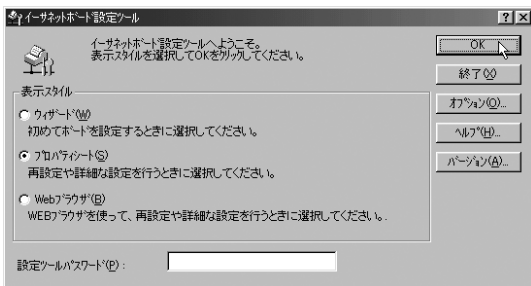 イーサネットボード設定ツール
イーサネットボード設定ツールへようこそ。
表示スタイルを選択してOKをクリックしてください。
表示スタイル
ウィザード(W)
初めてボードを設定するときに選択してください。
プロパティシート(S)
再設定や詳細な設定を行うときに選択してください。
Webブラウザ(B)
WEBブラウザを使って、再設定や詳細な設定を行うときに選択してください。.
設定ツールパスワード(P):
OK
終了(X)
オプション(O)...
ヘルプ(H)...
バージョン(A)...